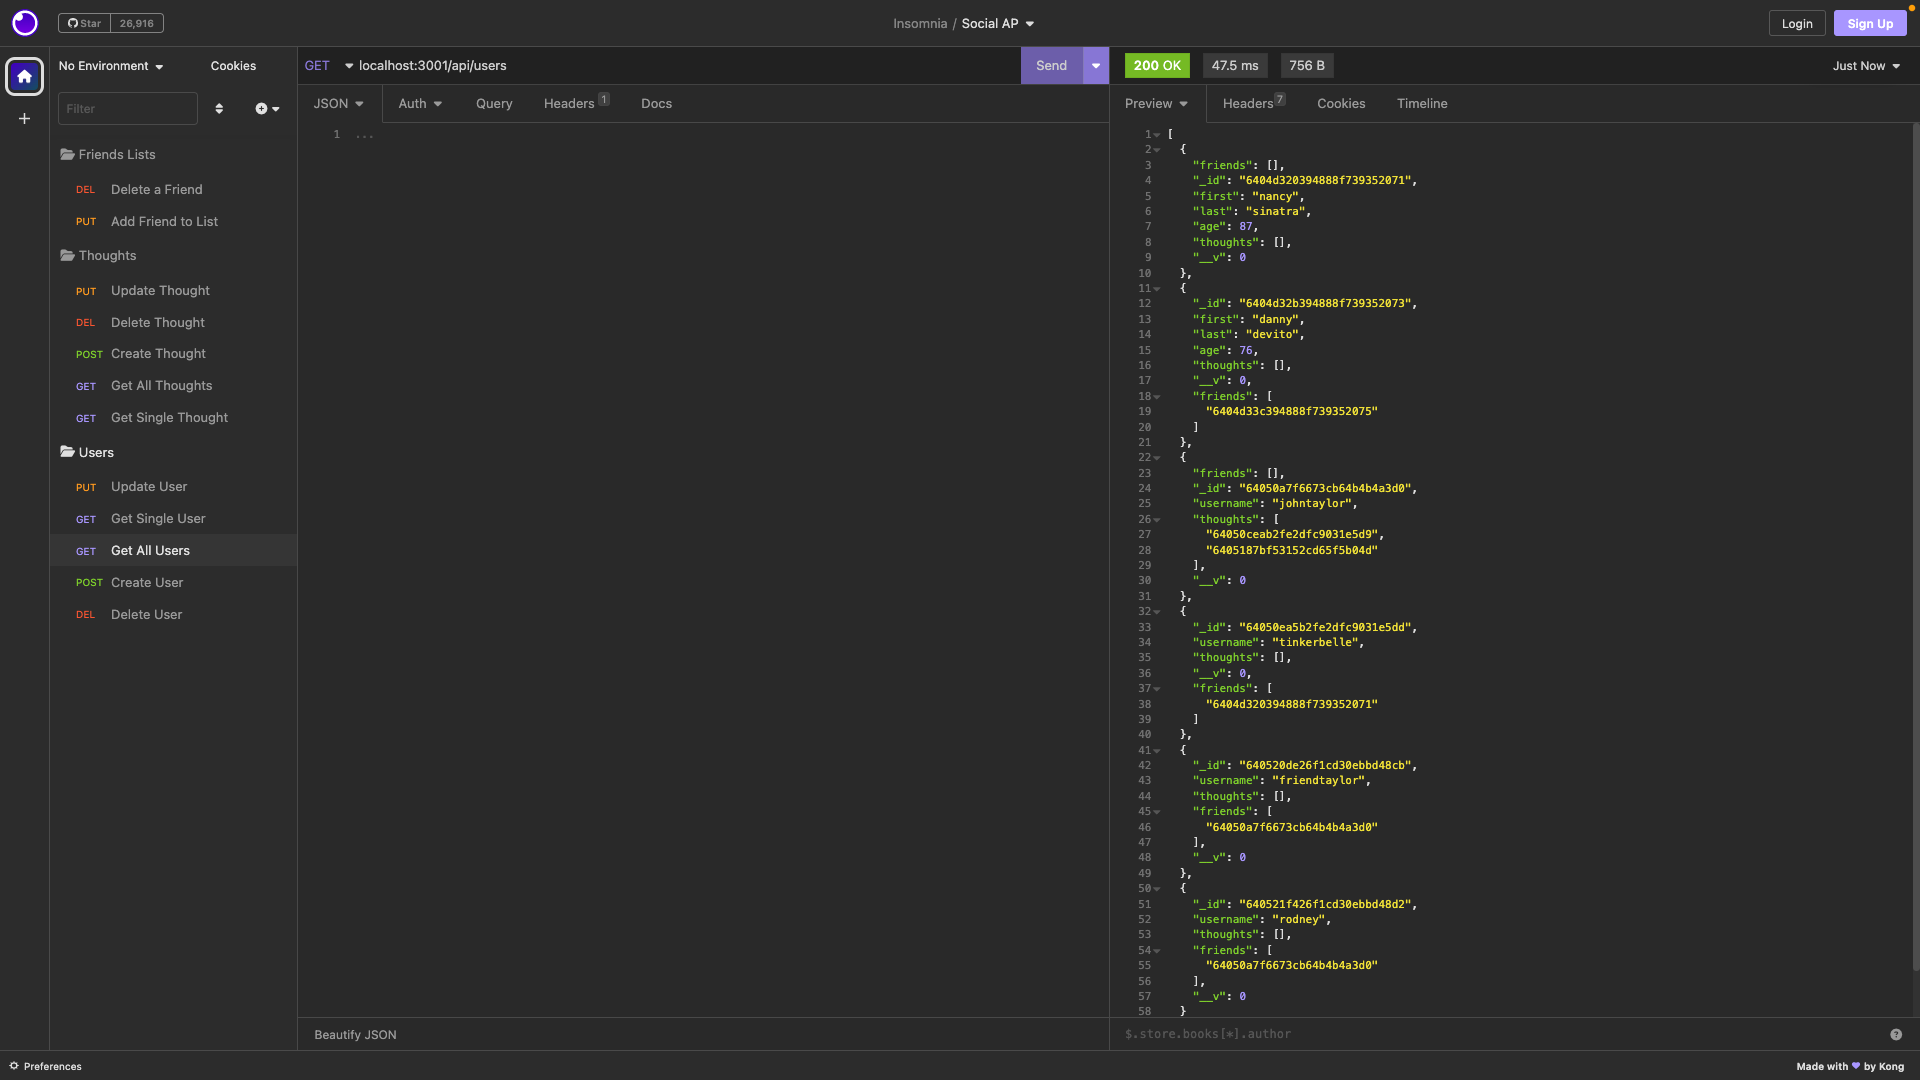 Star 26,916
Insomnia / Social AP
Login
Sign Up
No Environment
Cookies
Filter
Friends Lists
DEL Delete a Friend
PUT Add Friend to List
Thoughts
PUT Update Thought
DEL Delete Thought
POST Create Thought
GET Get All Thoughts
GET Get Single Thought
Users
PUT Update User
GET Get Single User
GET Get All Users
POST Create User
DEL Delete User
Preferences
GET localhost:3001/api/users
Send
JSON Auth Query Headers 1 Docs
1 ...
Beautify JSON
200 OK 47.5 ms 756 B
Just Now
Preview Headers 7 Cookies Timeline
1 [
2 {
3 "friends": [],
4 "_id": "6404d320394888f739352071",
5 "first": "nancy",
6 "last": "sinatra",
7 "age": 87,
8 "thoughts": [],
9 "__v": 0
10 },
11 {
12 "_id": "6404d32b394888f739352073",
13 "first": "danny",
14 "last": "devito",
15 "age": 76,
16 "thoughts": [],
17 "__v": 0,
18 "friends": [
19 "6404d33c394888f739352075"
20 ]
21 },
22 {
23 "friends": [],
24 "_id": "64050a7f6673cb64b4b4a3d0",
25 "username": "johntaylor",
26 "thoughts": [
27 "64050ceab2fe2dfc9031e5d9",
28 "6405187bf53152cd65f5b04d"
29 ],
30 "__v": 0
31 },
32 {
33 "_id": "64050ea5b2fe2dfc9031e5dd",
34 "username": "tinkerbelle",
35 "thoughts": [],
36 "__v": 0,
37 "friends": [
38 "6404d320394888f739352071"
39 ]
40 },
41 {
42 "_id": "640520de26f1cd30ebbd48cb",
43 "username": "friendtaylor",
44 "thoughts": [],
45 "friends": [
46 "64050a7f6673cb64b4b4a3d0"
47 ],
48 "__v": 0
49 },
50 {
51 "_id": "640521f426f1cd30ebbd48d2",
52 "username": "rodney",
53 "thoughts": [],
54 "friends": [
55 "64050a7f6673cb64b4b4a3d0"
56 ],
57 "__v": 0
58 }
$.store.books[*].author
Made with by Kong